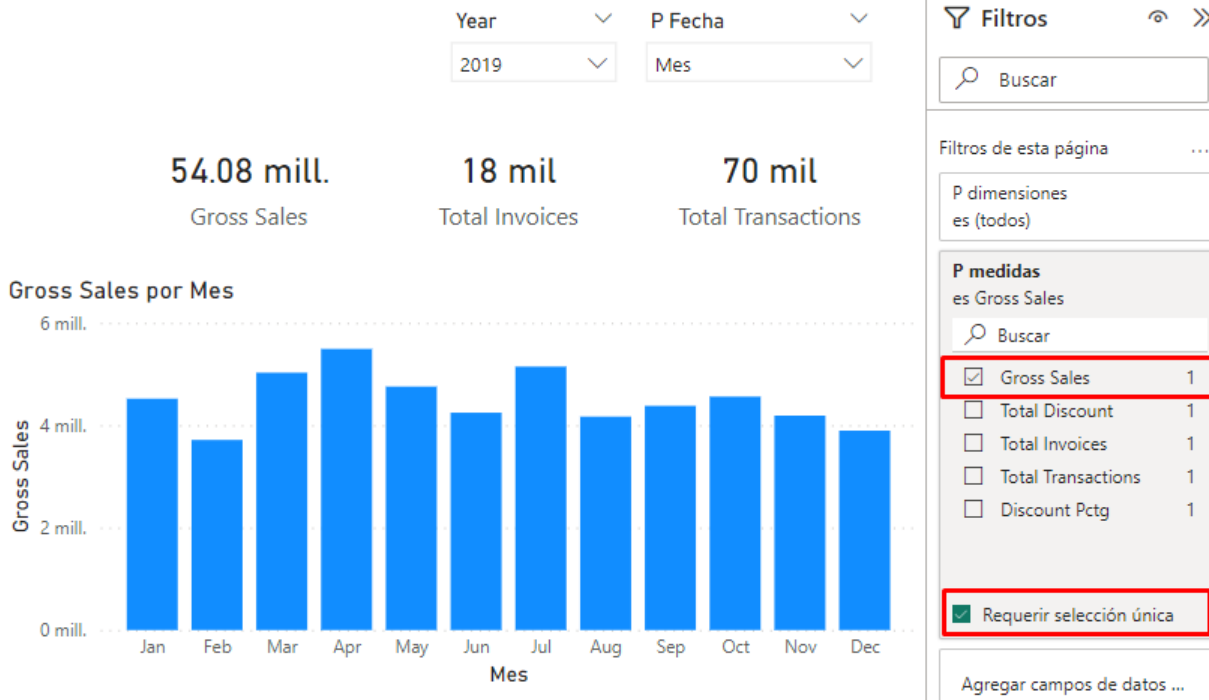 Year
P Fecha
2019
Mes
54.08 mill.
18 mil
70 mil
Gross Sales
Total Invoices
Total Transactions
Gross Sales por Mes
6 mill.
4 mill.
2 mill.
0 mill.
Gross Sales
Jan Feb Mar Apr May Jun Jul Aug Sep Oct Nov Dec
Mes
Filtros
Buscar
Filtros de esta página ...
P dimensiones
es (todos)
P medidas
es Gross Sales
Buscar
Gross Sales 1
Total Discount 1
Total Invoices 1
Total Transactions 1
Discount Pctg 1
Requerir selección única
Agregar campos de datos ...